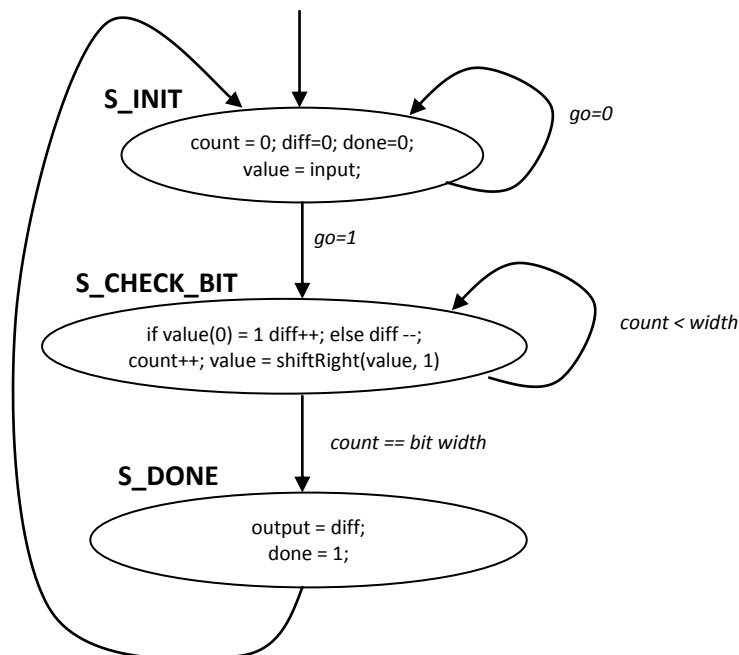 S_INIT
go=0
count = 0; diff=0; done=0;
value = input;
go=1
S_CHECK_BIT
count < width
if value(0) = 1 diff++; else diff --;
count++; value = shiftRight(value, 1)
count == bit width
S_DONE
output = diff;
done = 1;